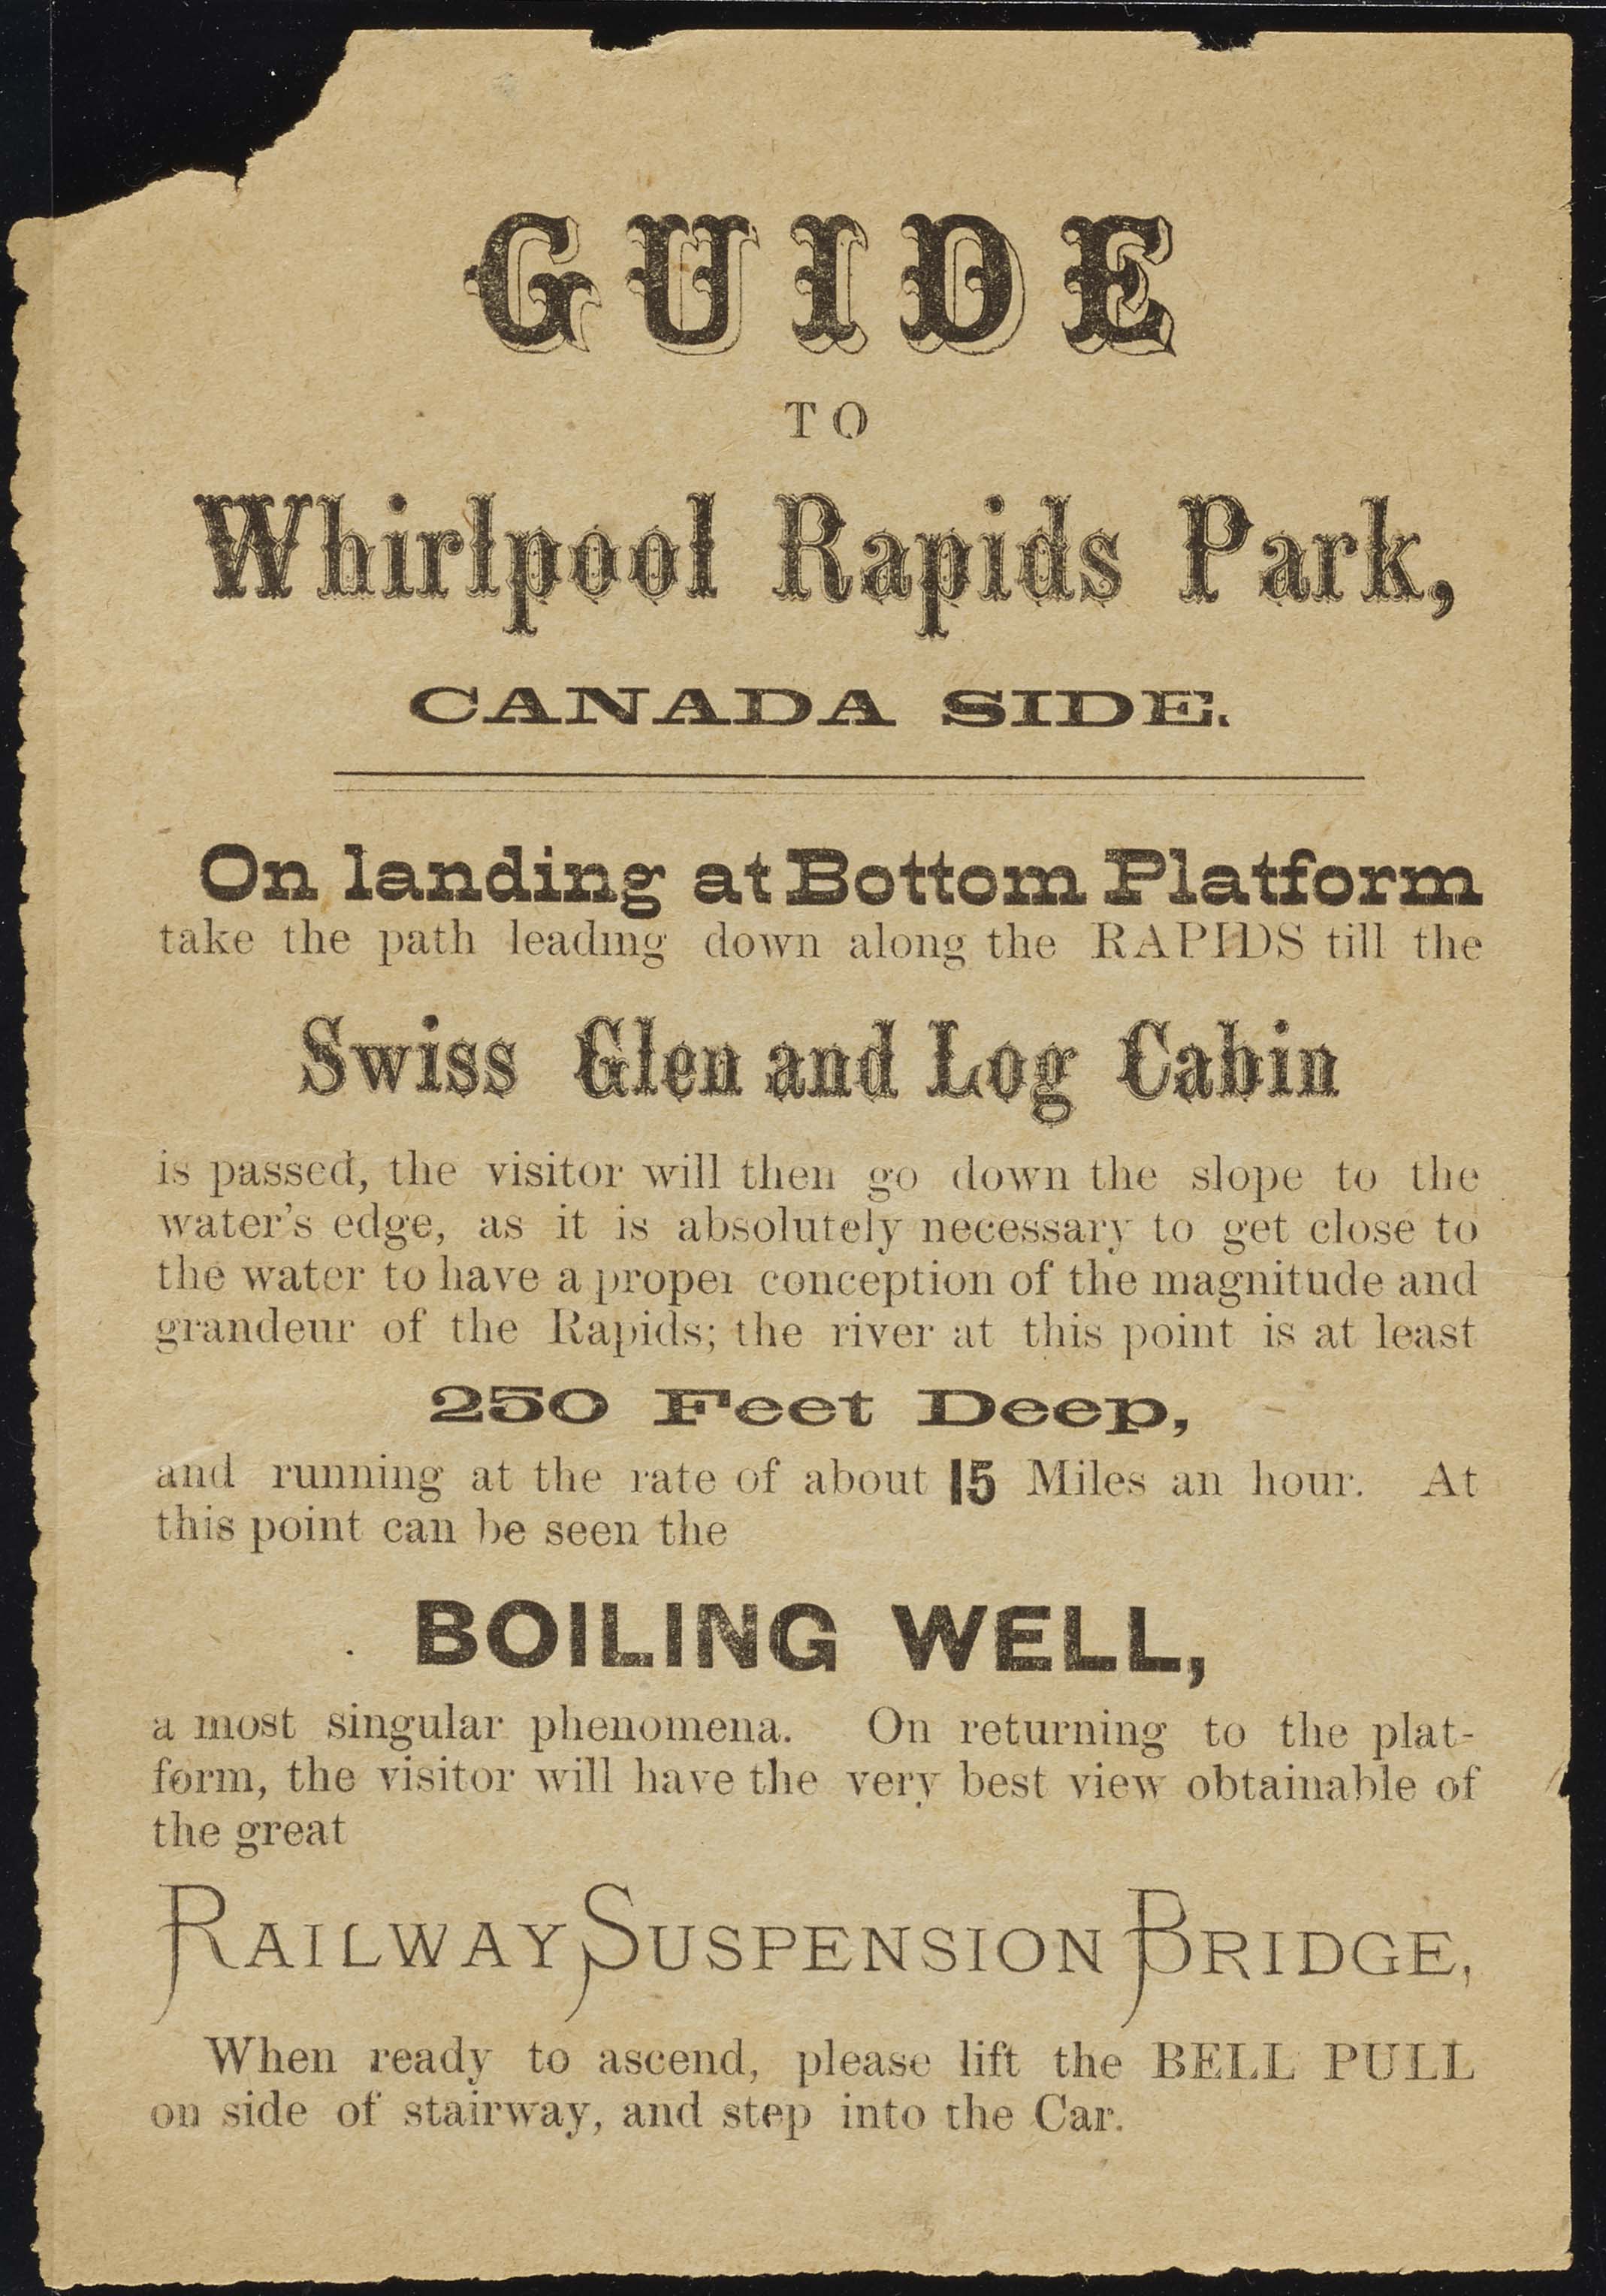 GUIDE
TO
Whirlpool Rapids Park,
CANADA SIDE.
On landing at Bottom Platform
take the path leading down along the RAPIDS till the
Swiss Glen and Log Cabin
is passed, the visitor will then go down the slope to the
water's edge, as it is absolutely necessary to get close to
the water to have a proper conception of the magnitude and
grandeur of the Rapids; the river at this point is at least
250 Feet Deep,
and running at the rate of about 15 Miles an hour. At
this point can be seen the
BOILING WELL,
a most singular phenomena. On returning to the plat-
form, the visitor will have the very best view obtainable of
the great
RAILWAY SUSPENSION BRIDGE,
When ready to ascend, please lift the BELL PULL
on side of stairway, and step into the Car.